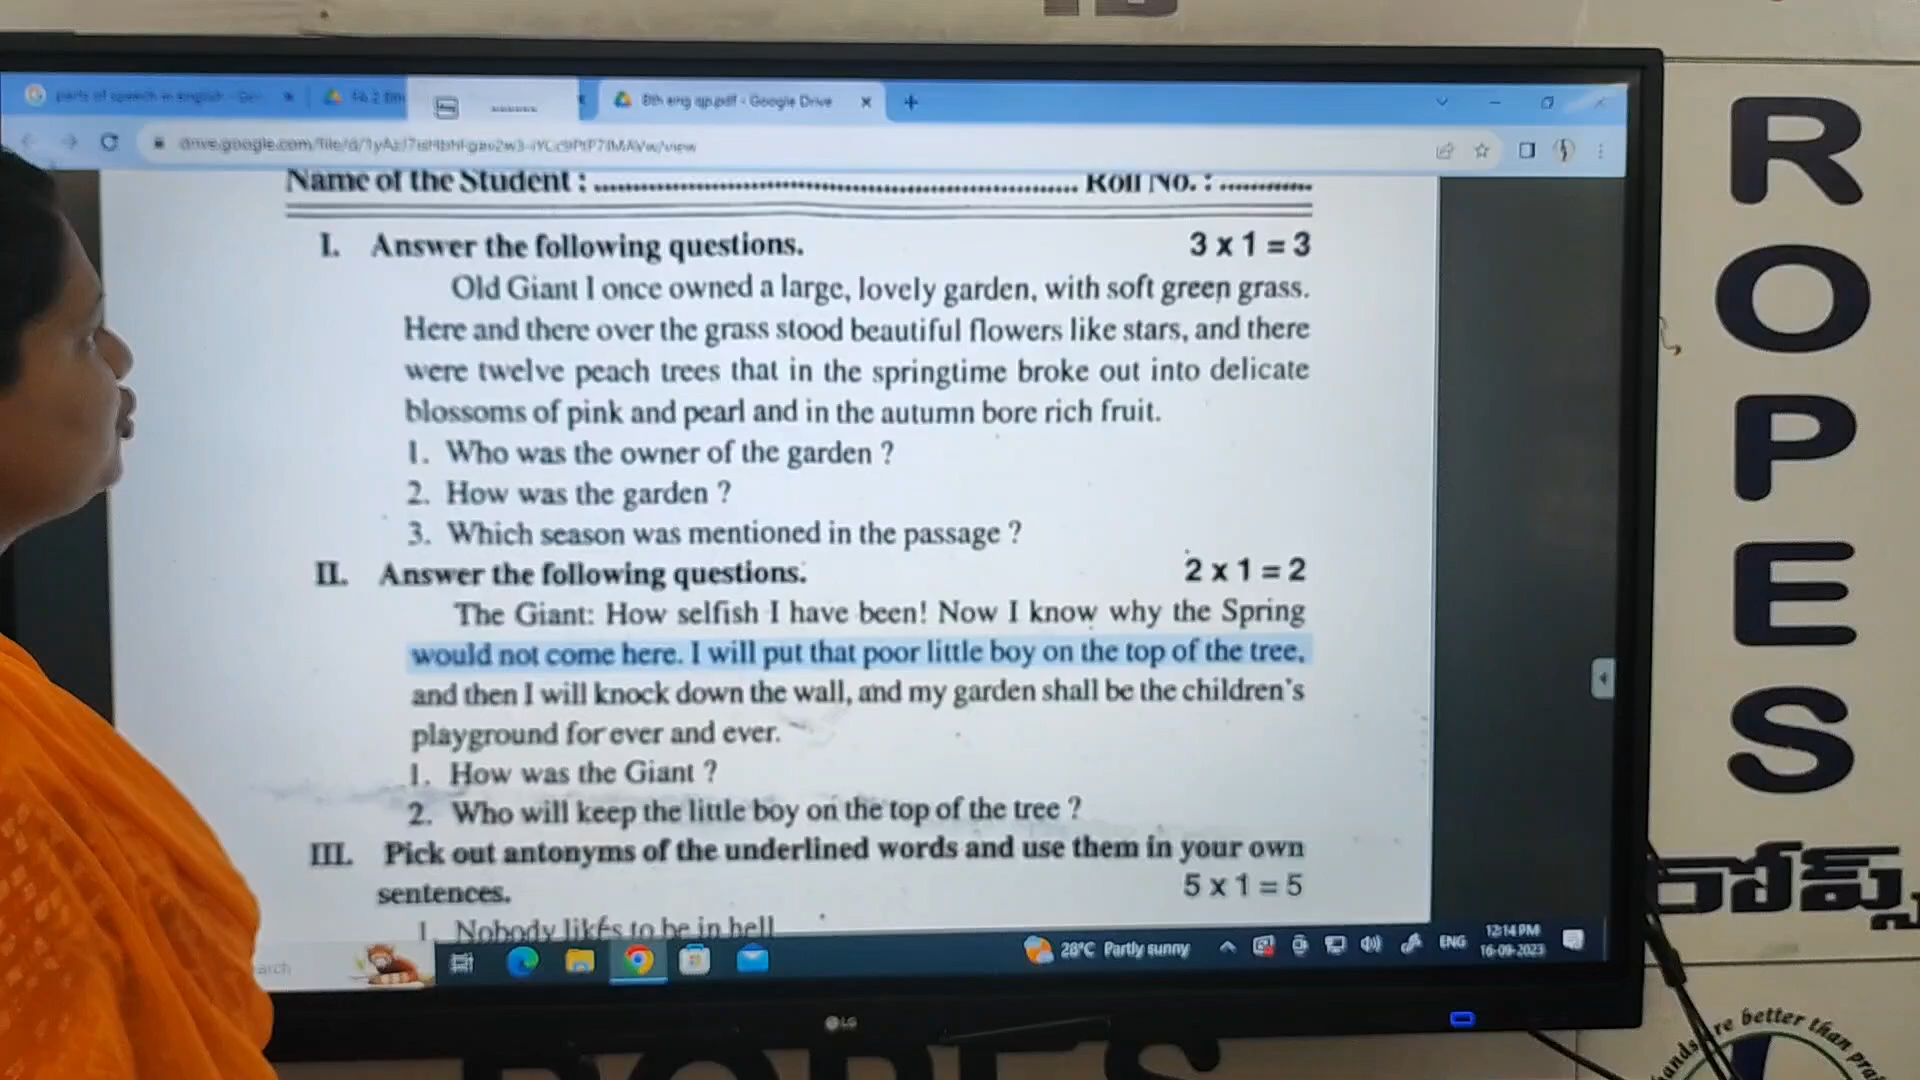 8th eng qp.pdf - Google Drive
Name of the Student : Roll No. :
I. Answer the following questions. 3 x 1 = 3
Old Giant I once owned a large, lovely garden, with soft green grass.
Here and there over the grass stood beautiful flowers like stars, and there
were twelve peach trees that in the springtime broke out into delicate
blossoms of pink and pearl and in the autumn bore rich fruit.
1. Who was the owner of the garden ?
2. How was the garden ?
3. Which season was mentioned in the passage ?
II. Answer the following questions. 2 x 1 = 2
The Giant: How selfish I have been! Now I know why the Spring
would not come here. I will put that poor little boy on the top of the tree,
and then I will knock down the wall, and my garden shall be the children's
playground for ever and ever.
1. How was the Giant ?
2. Who will keep the little boy on the top of the tree ?
III. Pick out antonyms of the underlined words and use them in your own
sentences. 5 x 1 = 5
1. Nobody likes to be in hell
28°C Partly sunny
ENG
12:14 PM
16-09-2023
LG
ROPES
రోప్స్
ROPES
re better than